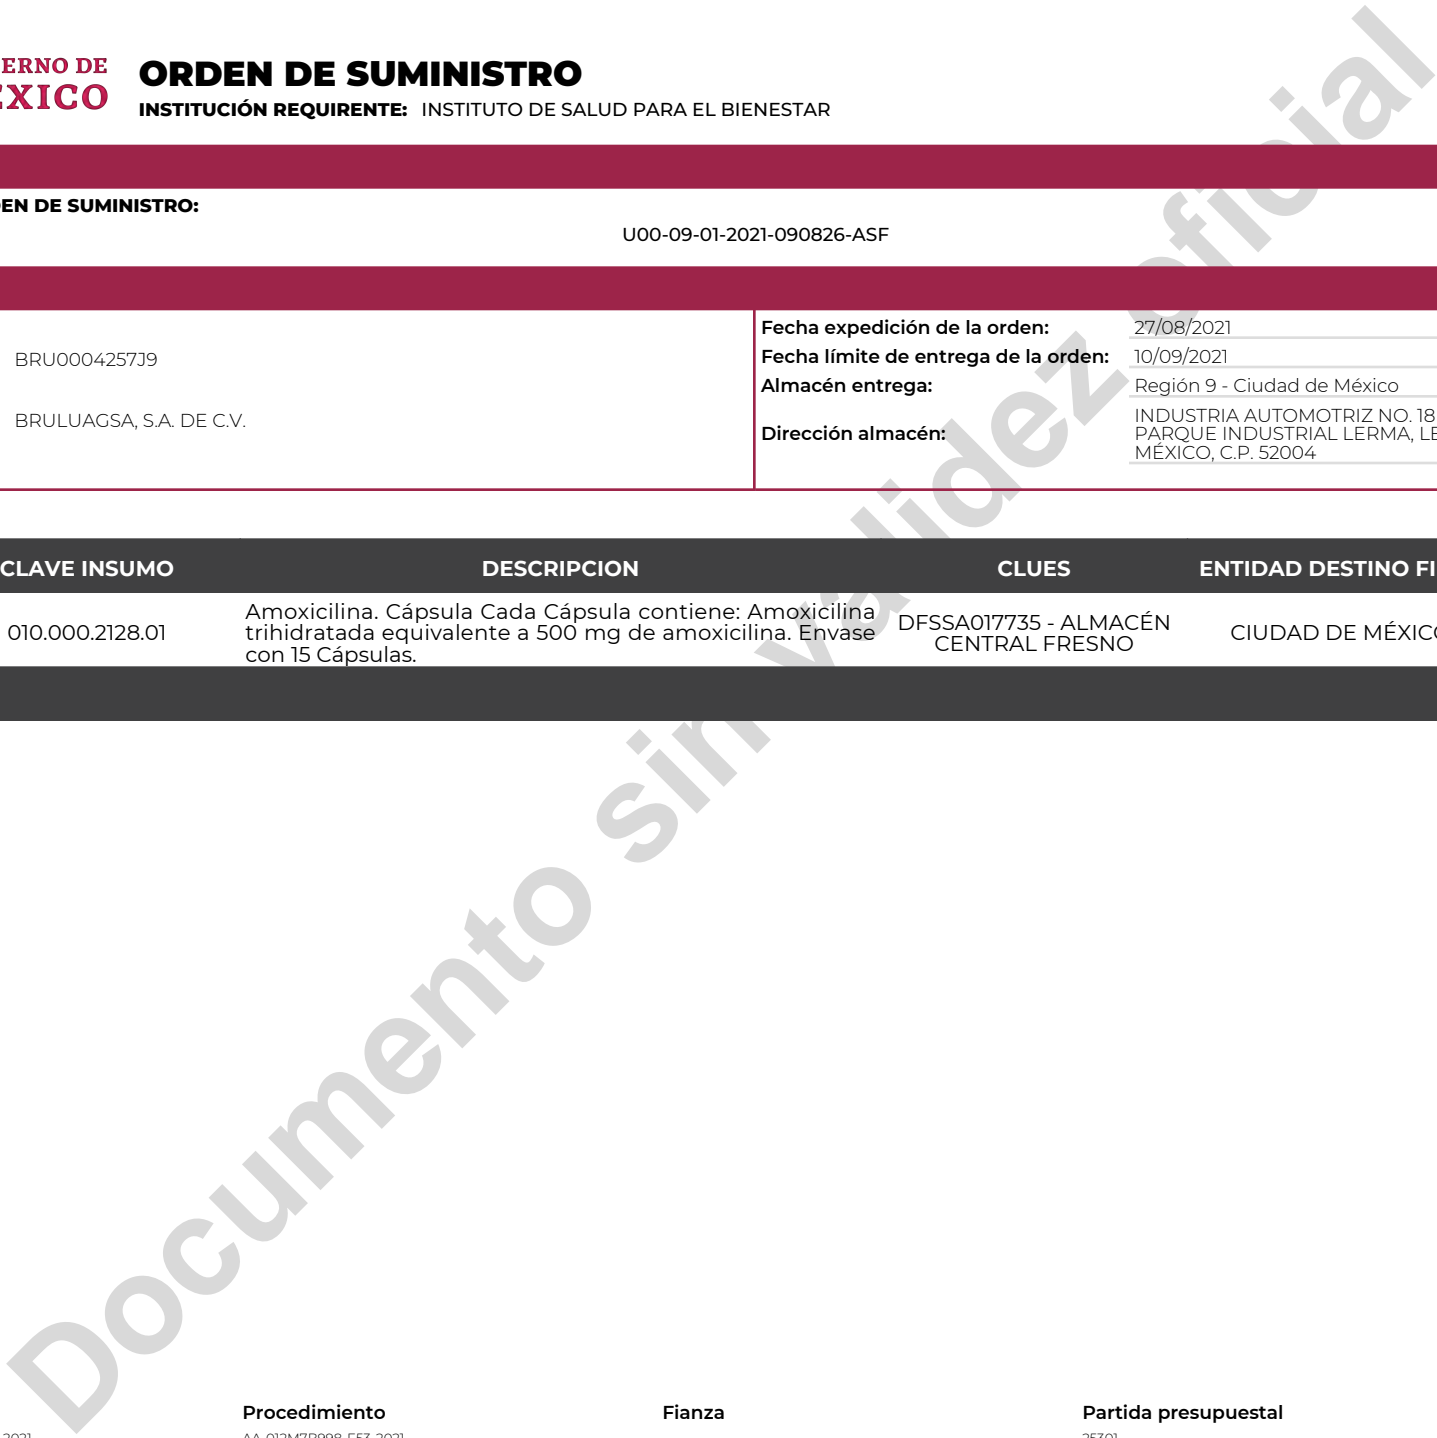 ERNO DE
ORDEN DE SUMINISTRO
INSTITUCIÓN REQUIRENTE: INSTITUTO DE SALUD PARA EL BIENESTAR
EN DE SUMINISTRO:
U00-09-01-2021-090826-ASF
BRU0004257J9
BRULUAGSA, S.A. DE C.V.
Fecha expedición de la orden: 27/08/2021
Fecha límite de entrega de la orden: 10/09/2021
Almacén entrega: Región 9 - Ciudad de México
Dirección almacén:
INDUSTRIA AUTOMOTRIZ NO. 18
PARQUE INDUSTRIAL LERMA, LE
MÉXICO, C.P. 52004
CLAVE INSUMO DESCRIPCION CLUES ENTIDAD DESTINO FI
010.000.2128.01
Amoxicilina. Cápsula Cada Cápsula contiene: Amoxicilina
trihidratada equivalente a 500 mg de amoxicilina. Envase
con 15 Cápsulas.
DFSSA017735 - ALMACÉN
CENTRAL FRESNO
CIUDAD DE MÉXICO
Documento sin validez oficial
Procedimiento Fianza Partida presupuestal